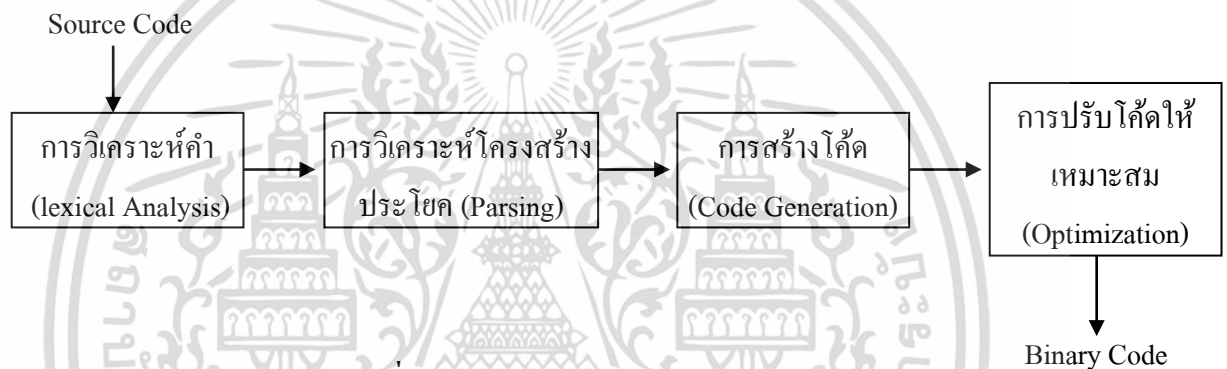 Source Code
การวิเคราะห์คำ
(lexical Analysis)
การวิเคราะห์โครงสร้าง
ประโยค (Parsing)
การสร้างโค้ด
(Code Generation)
การปรับโค้ดให้
เหมาะสม
(Optimization)
Binary Code